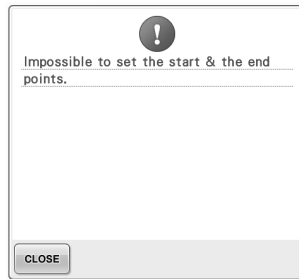 Impossible to set the start & the end
points.
CLOSE